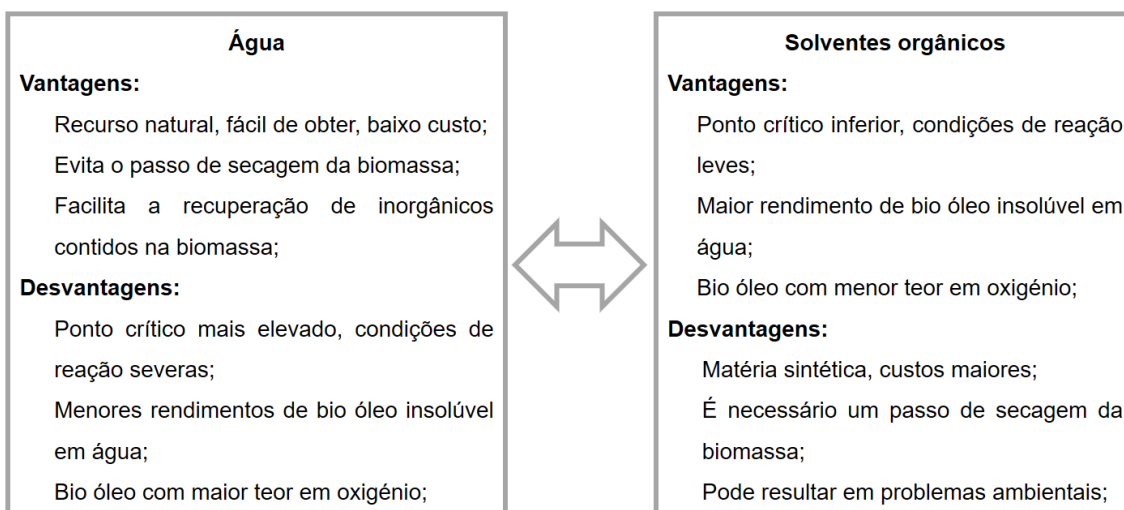 Água
Vantagens:
Recurso natural, fácil de obter, baixo custo;
Evita o passo de secagem da biomassa;
Facilita a recuperação de inorgânicos
contidos na biomassa;
Desvantagens:
Ponto crítico mais elevado, condições de
reação severas;
Menores rendimentos de bio óleo insolúvel
em água;
Bio óleo com maior teor em oxigénio;
Solventes orgânicos
Vantagens:
Ponto crítico inferior, condições de reação
leves;
Maior rendimento de bio óleo insolúvel em
água;
Bio óleo com menor teor em oxigénio;
Desvantagens:
Matéria sintética, custos maiores;
É necessário um passo de secagem da
biomassa;
Pode resultar em problemas ambientais;